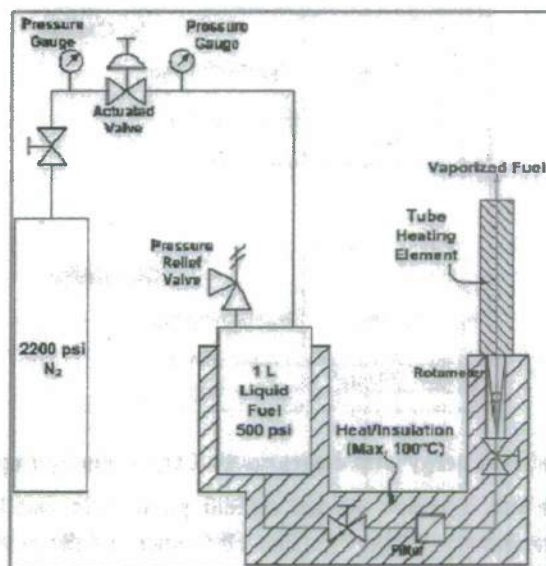 Pressure
Gauge
Pressure
Gauge
Actuated
Valve
Vaporized Fuel
Tube
Heating
Element
Pressure
Relief
Valve
2200 psi
N₂
1 L
Liquid
Fuel
500 psi
Rotameter
Heat/Insulation
(Max, 100°C)
Filter